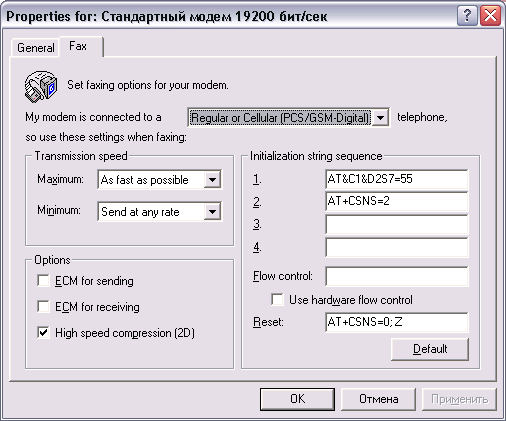 Properties for: Стандартный модем 19200 бит/сек
General
Fax
Set faxing options for your modem.
My modem is connected to a
Regular or Cellular (PCS/GSM-Digital)
telephone,
so use these settings when faxing:
Transmission speed
Maximum:
As fast as possible
Minimum:
Send at any rate
Options
ECM for sending
ECM for receiving
High speed compression (2D)
Initialization string sequence
1.
AT&C1&D2S7=55
2.
AT+CSNS=2
3.
4.
Flow control:
Use hardware flow control
Reset:
AT+CSNS=0;Z
Default
OK
Отмена
Применить